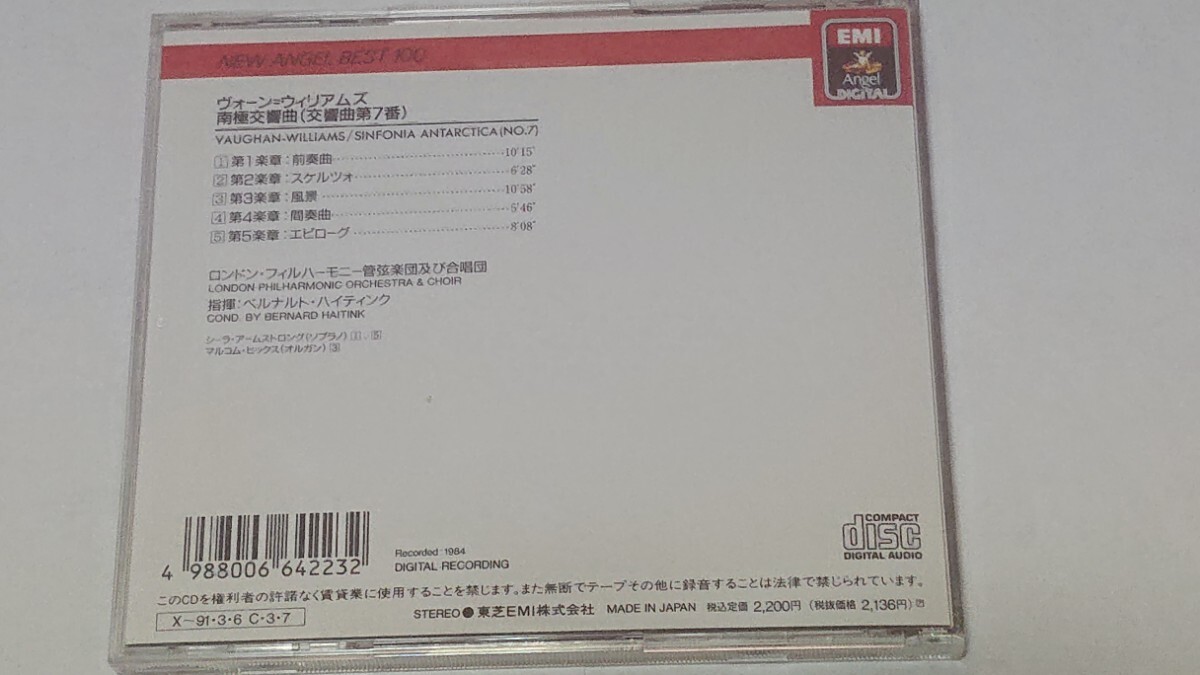 NEW ANGEL BEST 100
EMI
Angel
DIGITAL
ヴォーン=ウィリアムズ
南極交響曲(交響曲第7番)
VAUGHAN-WILLIAMS/SINFONIA ANTARCTICA(NO.7)
1 第1楽章:前奏曲 10'15"
2 第2楽章:スケルツォ 6'28"
3 第3楽章:風景 10'58"
4 第4楽章:間奏曲 5'46"
5 第5楽章:エピローグ 8'08"
ロンドン・フィルハーモニー管弦楽団及び合唱団
LONDON PHILHARMONIC ORCHESTRA & CHOIR
指揮:ベルナルト・ハイティンク
COND. BY BERNARD HAITINK
シーラ・アームストロング(ソプラノ) 1、5
マルコム・ヒックス(オルガン) 3
4 988006 642232
Recorded:1984
DIGITAL RECORDING
COMPACT
disc
DIGITAL AUDIO
このCDを権利者の許諾なく賃貸業に使用することを禁じます。また無断でテープその他に録音することは法律で禁じられています。
X〜91・3・6 C・3・7
STEREO●東芝EMI株式会社 MADE IN JAPAN 税込定価 2,200円 (税抜価格 2,136円)